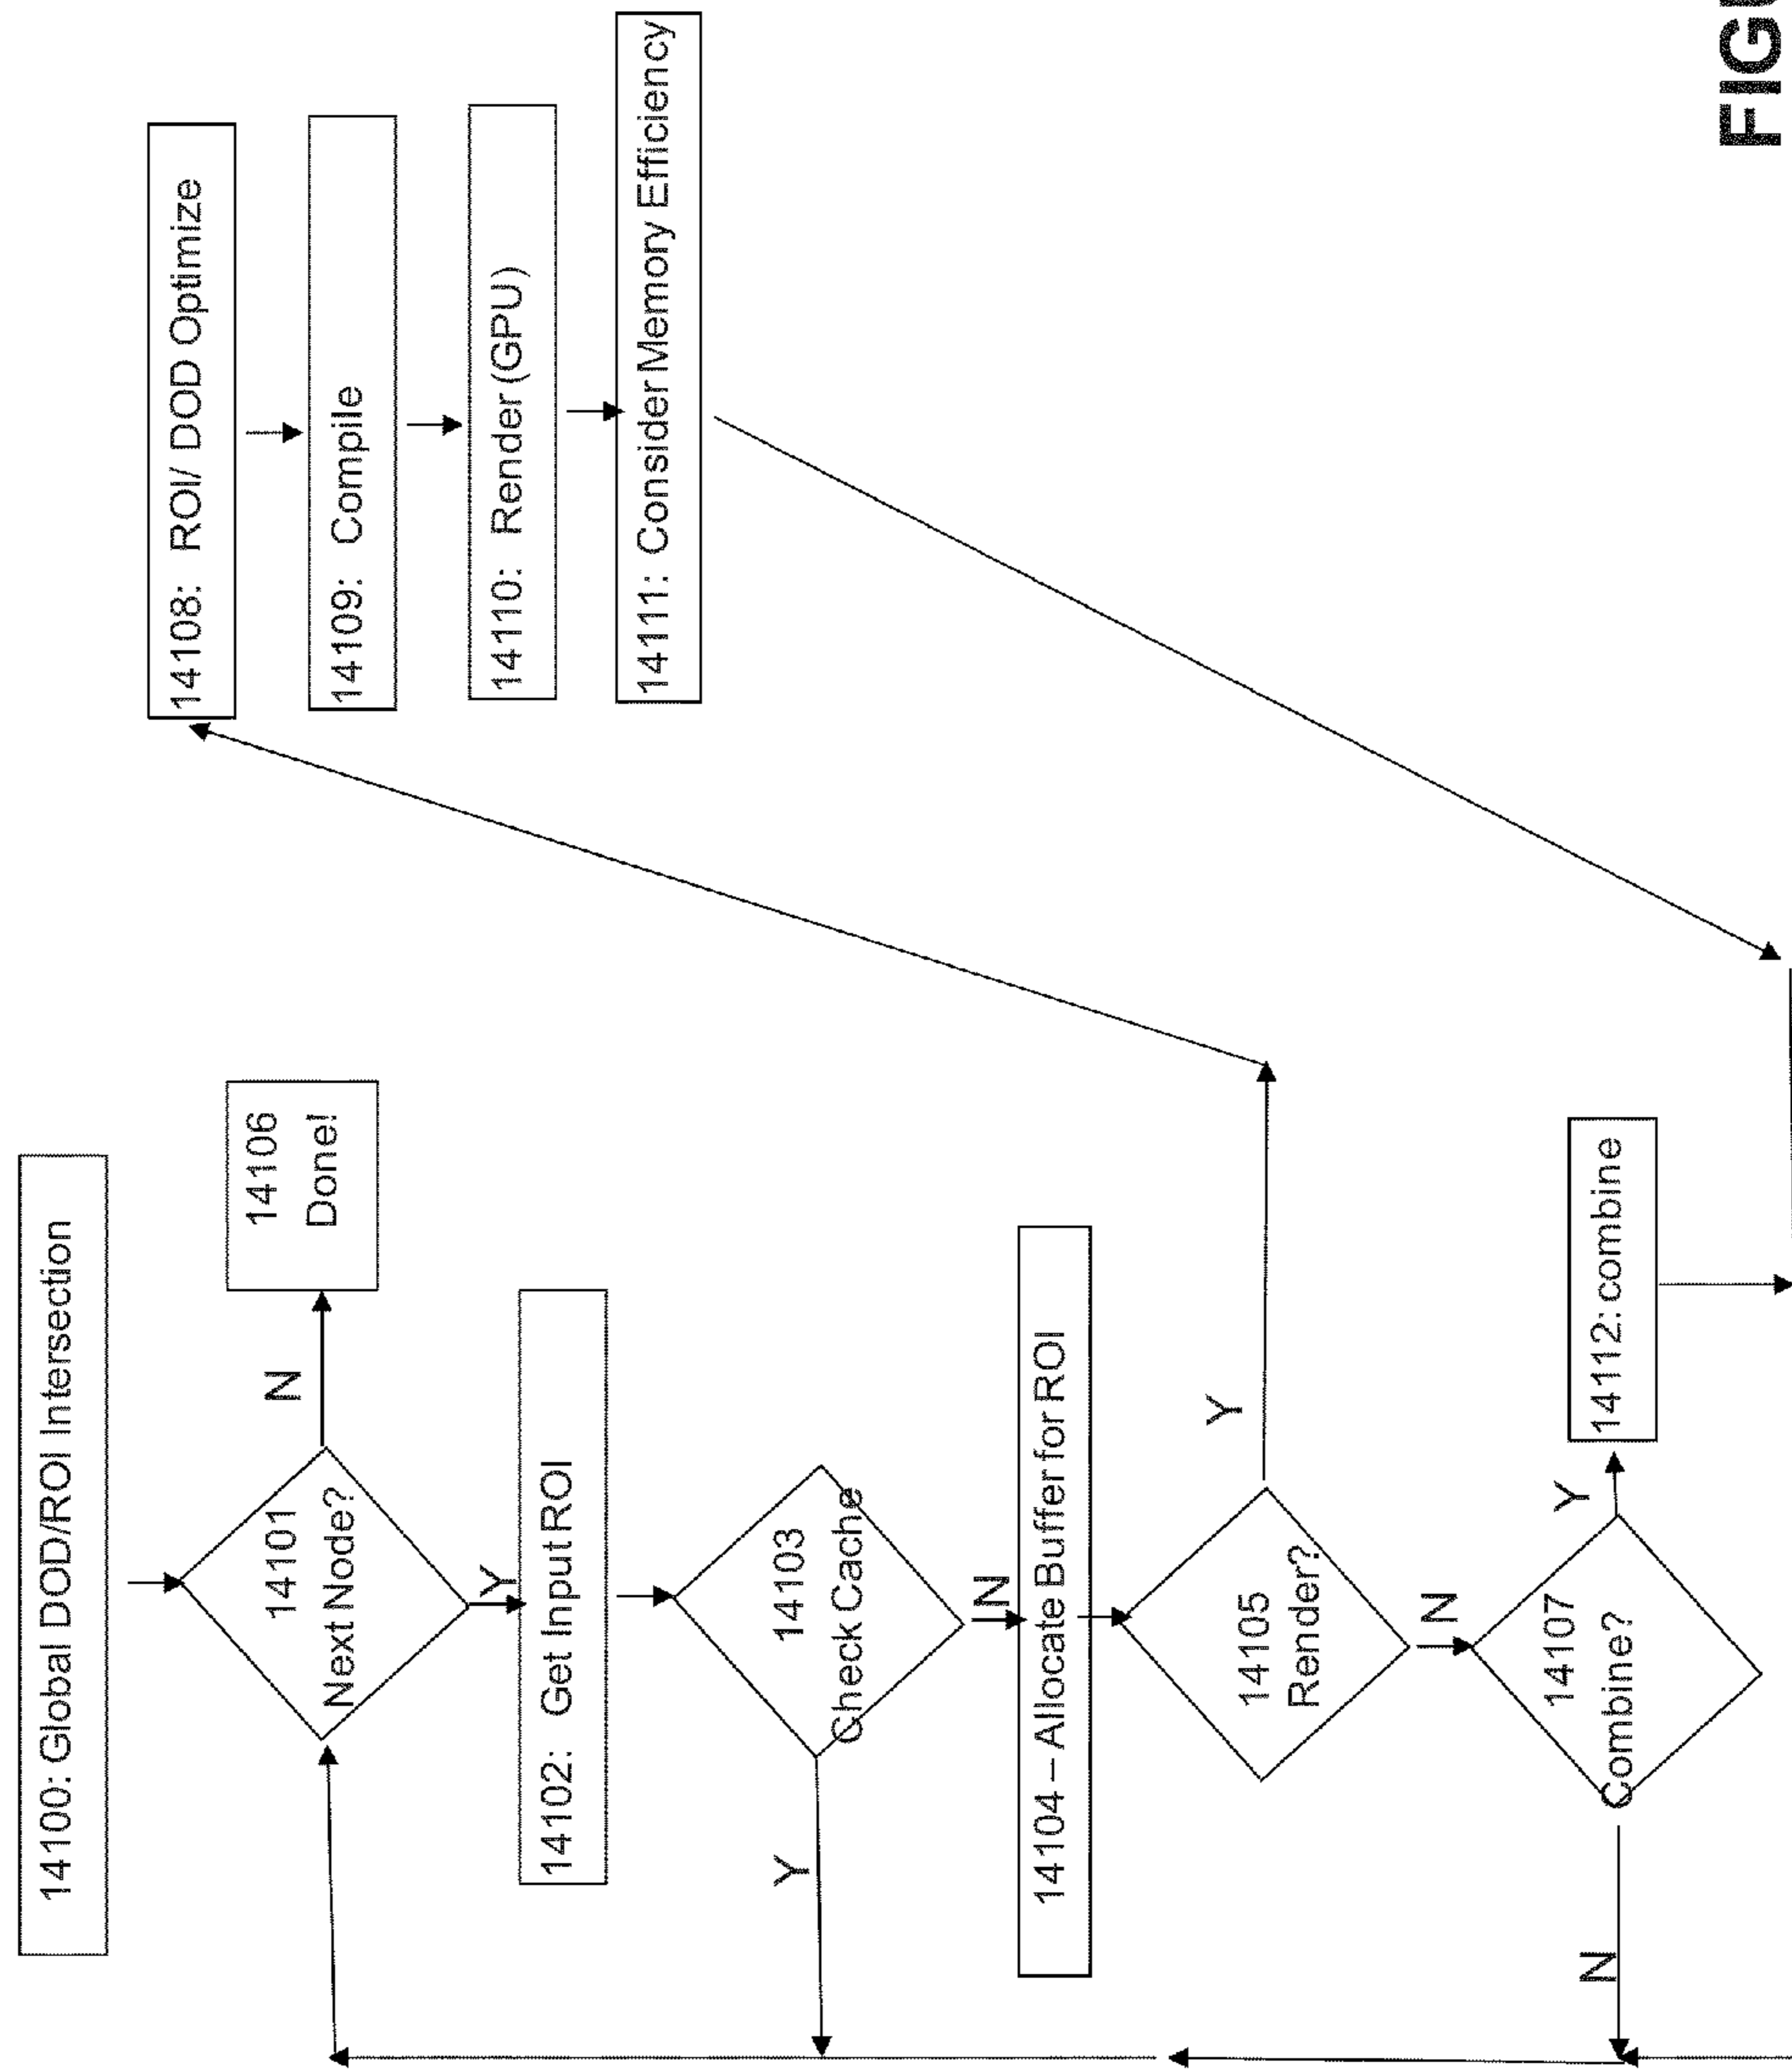 14100: Global DOD/ROI Intersection
14101
Next Node?
N
14106
Done!
Y
14102: Get Input ROI
14103
Check Cache
Y
N
14104 – Allocate Buffer for ROI
14105
Render?
Y
N
14107
Combine?
Y
14112: combine
N
14108: ROI/ DOD Optimize
14109: Compile
14110: Render (GPU)
14111: Consider Memory Efficiency
FIGU